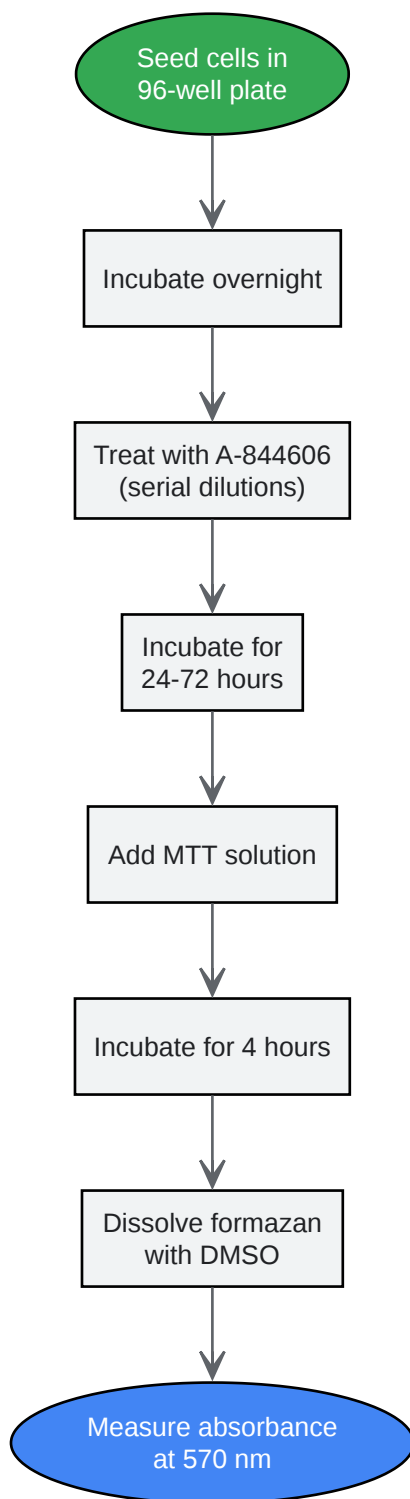 Seed cells in
96-well plate
Incubate overnight
Treat with A-844606
(serial dilutions)
Incubate for
24-72 hours
Add MTT solution
Incubate for 4 hours
Dissolve formazan
with DMSO
Measure absorbance
at 570 nm